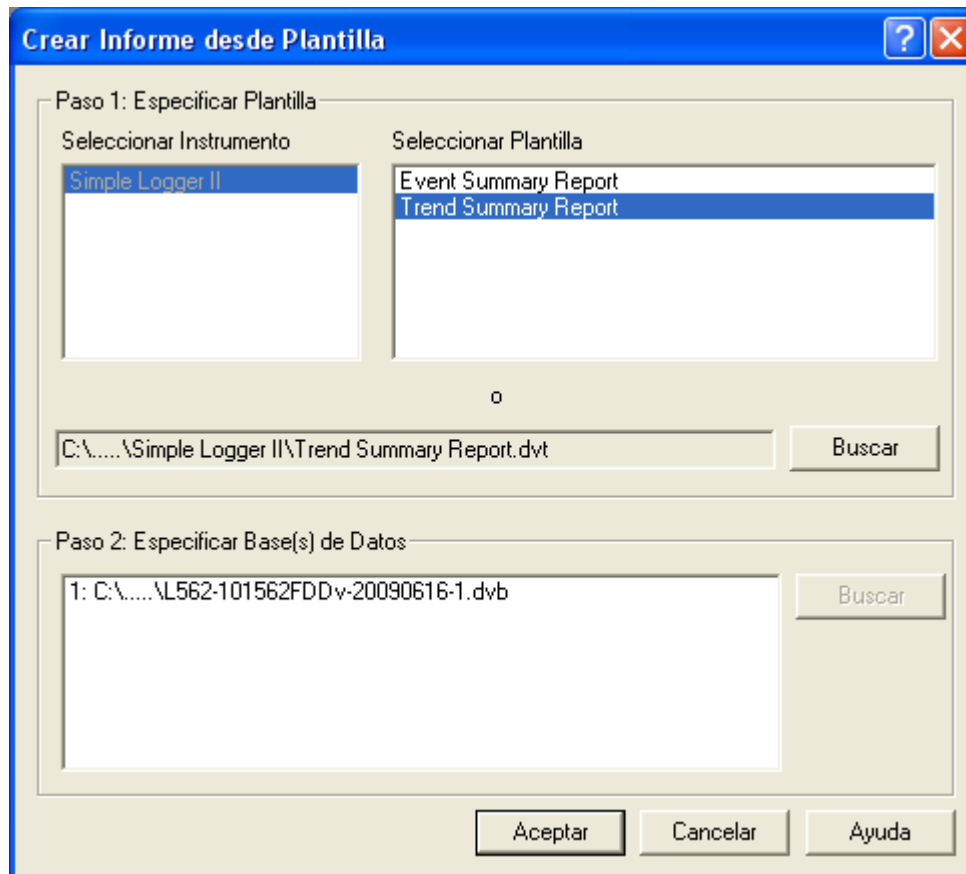 Crear Informe desde Plantilla
Paso 1: Especificar Plantilla
Seleccionar Instrumento
Seleccionar Plantilla
Simple Logger II
Event Summary Report
Trend Summary Report
o
C:\.....\Simple Logger II\Trend Summary Report.dvt
Buscar
Paso 2: Especificar Base(s) de Datos
1: C:\.....\L562-101562FDDv-20090616-1.dvb
Buscar
Aceptar
Cancelar
Ayuda